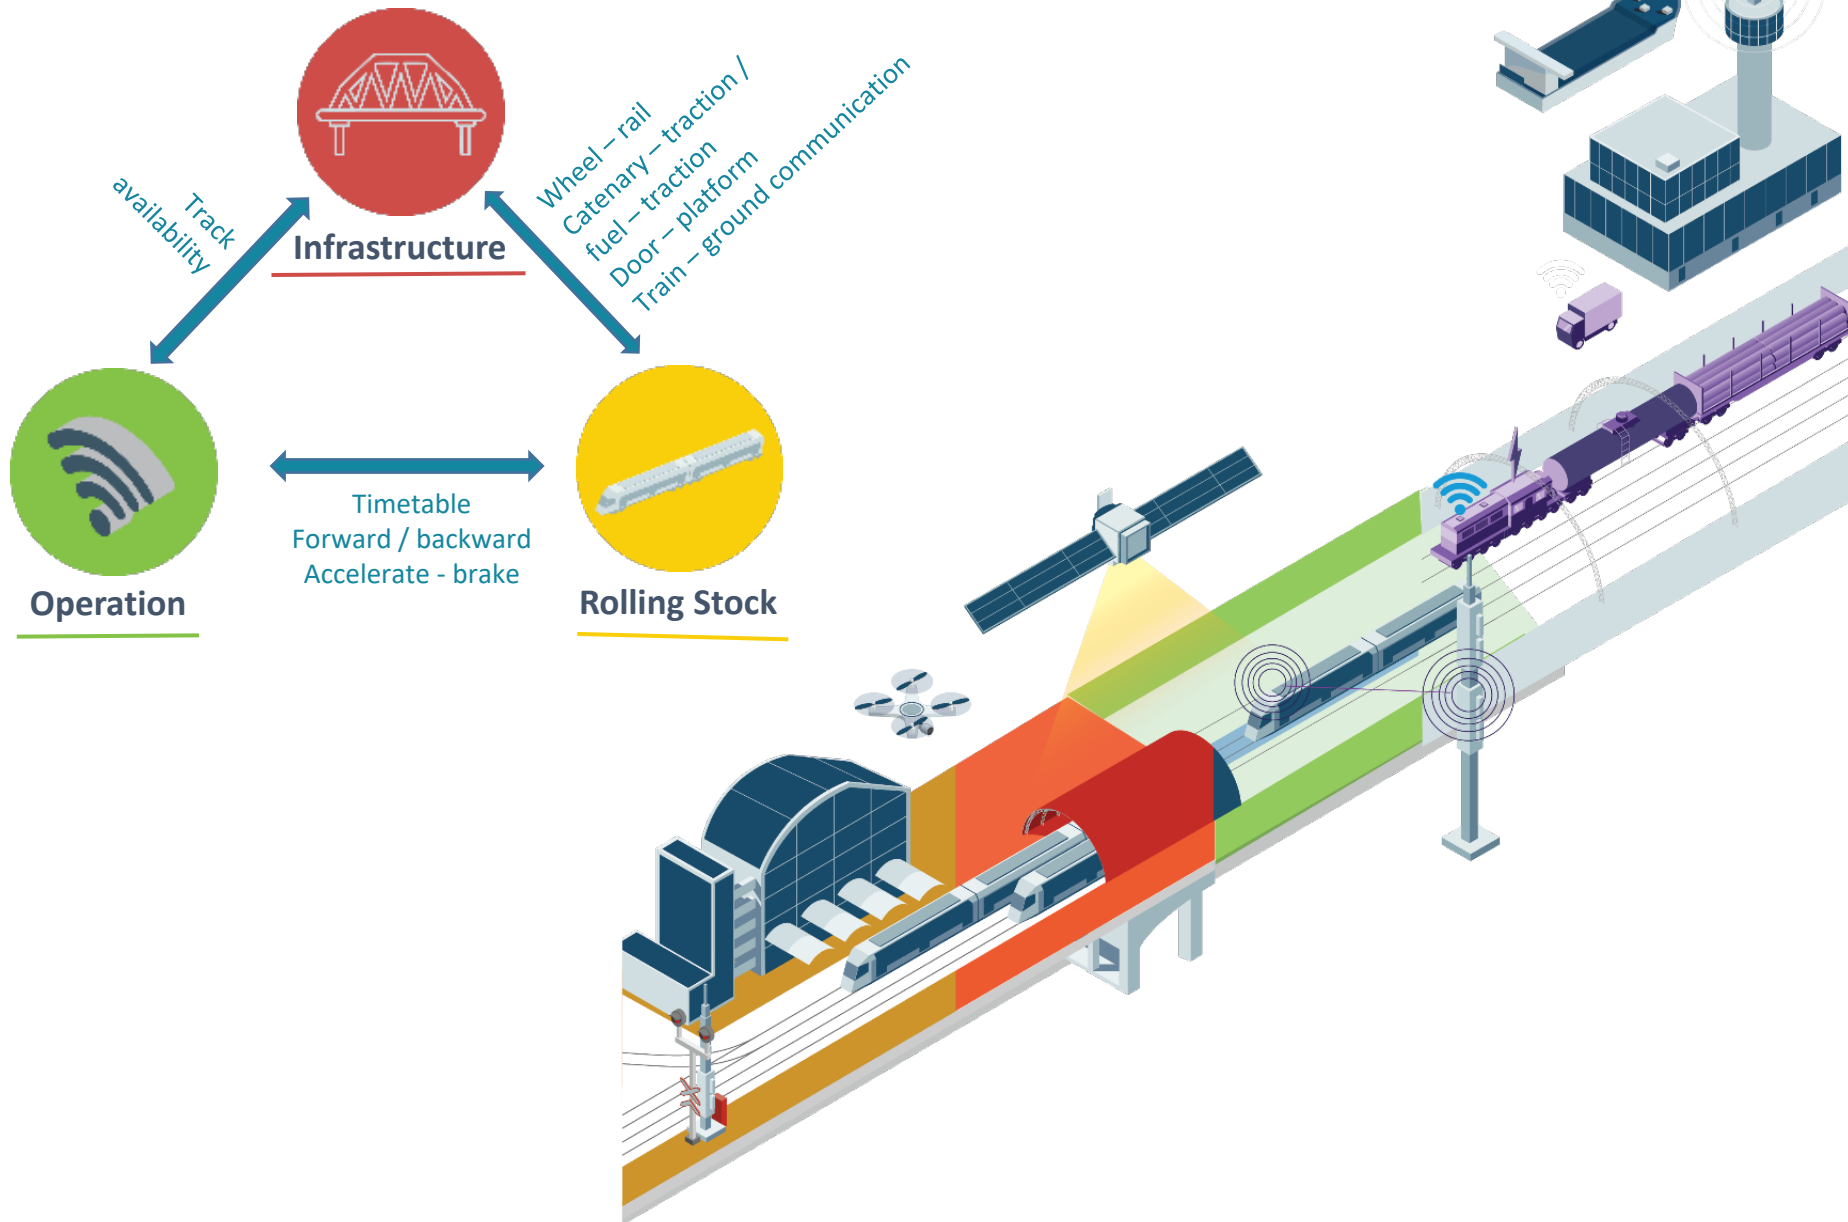 Track
availability
Infrastructure
Wheel – rail
Catenary – traction /
fuel – traction
Door – platform
Train – ground communication
Operation
Timetable
Forward / backward
Accelerate - brake
Rolling Stock